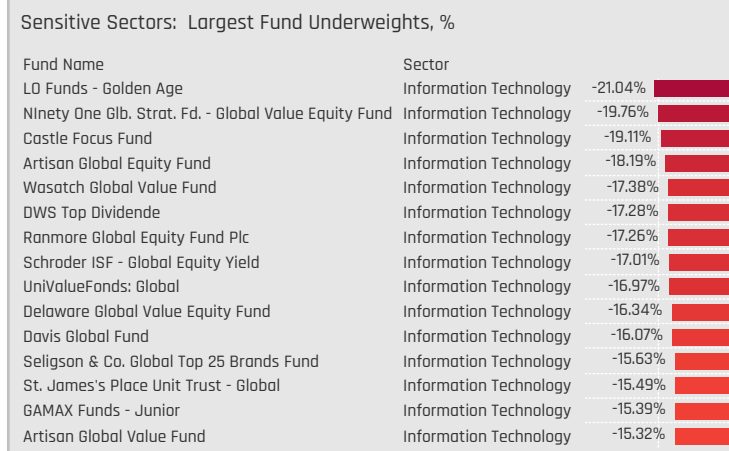 Sensitive Sectors: Largest Fund Underweights, %
Fund Name Sector
LO Funds - Golden Age Information Technology -21.04%
NInety One Glb. Strat. Fd. - Global Value Equity Fund Information Technology -19.76%
Castle Focus Fund Information Technology -19.11%
Artisan Global Equity Fund Information Technology -18.19%
Wasatch Global Value Fund Information Technology -17.38%
DWS Top Dividende Information Technology -17.28%
Ranmore Global Equity Fund Plc Information Technology -17.26%
Schroder ISF - Global Equity Yield Information Technology -17.01%
UniValueFonds: Global Information Technology -16.97%
Delaware Global Value Equity Fund Information Technology -16.34%
Davis Global Fund Information Technology -16.07%
Seligson & Co. Global Top 25 Brands Fund Information Technology -15.63%
St. James's Place Unit Trust - Global Information Technology -15.49%
GAMAX Funds - Junior Information Technology -15.39%
Artisan Global Value Fund Information Technology -15.32%